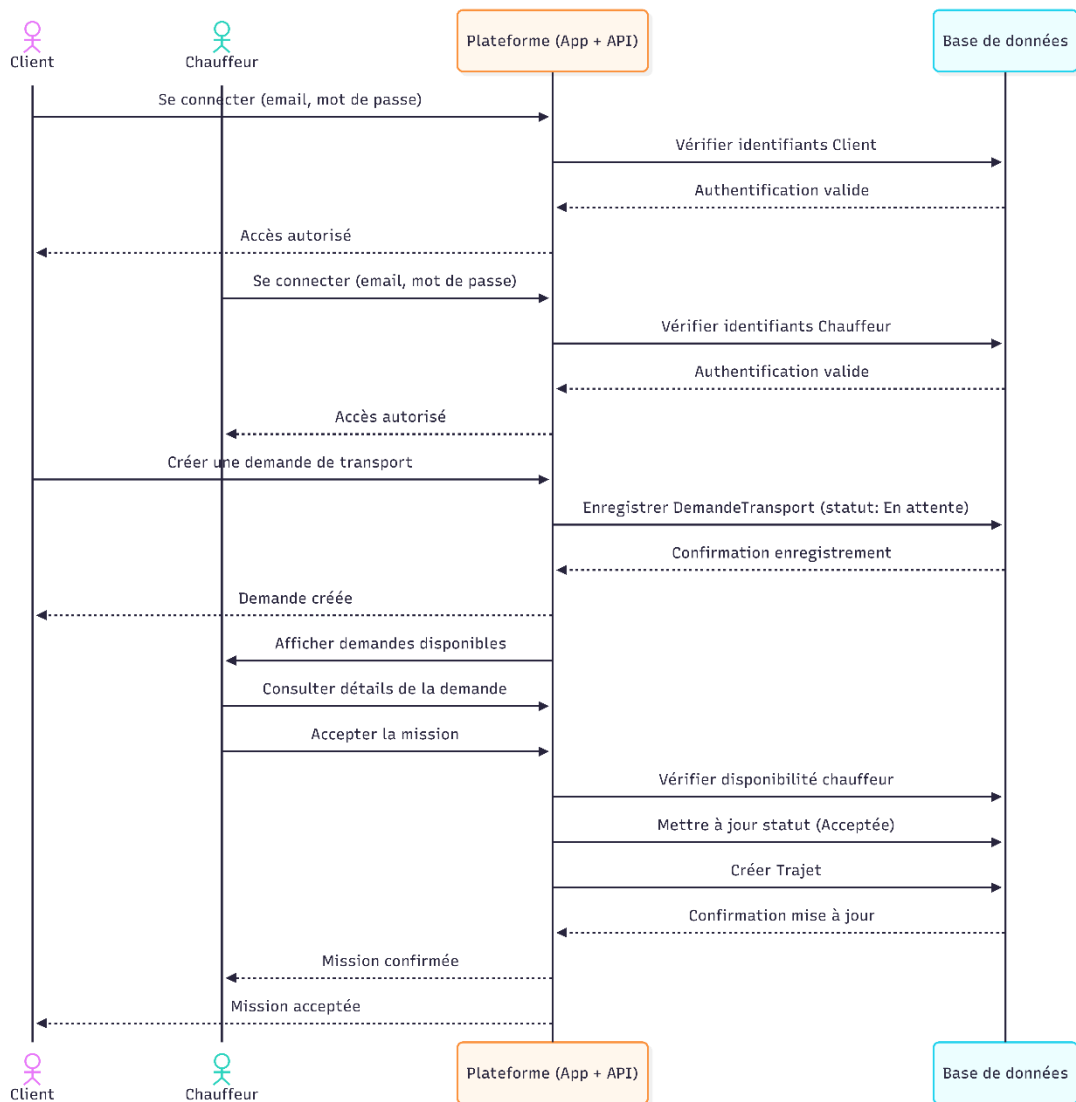 Client
Chauffeur
Plateforme (App + API)
Base de données
Se connecter (email, mot de passe)
Vérifier identifiants Client
Authentification valide
Accès autorisé
Se connecter (email, mot de passe)
Vérifier identifiants Chauffeur
Authentification valide
Accès autorisé
Créer une demande de transport
Enregistrer DemandeTransport (statut: En attente)
Confirmation enregistrement
Demande créée
Afficher demandes disponibles
Consulter détails de la demande
Accepter la mission
Vérifier disponibilité chauffeur
Mettre à jour statut (Acceptée)
Créer Trajet
Confirmation mise à jour
Mission confirmée
Mission acceptée
Client
Chauffeur
Plateforme (App + API)
Base de données